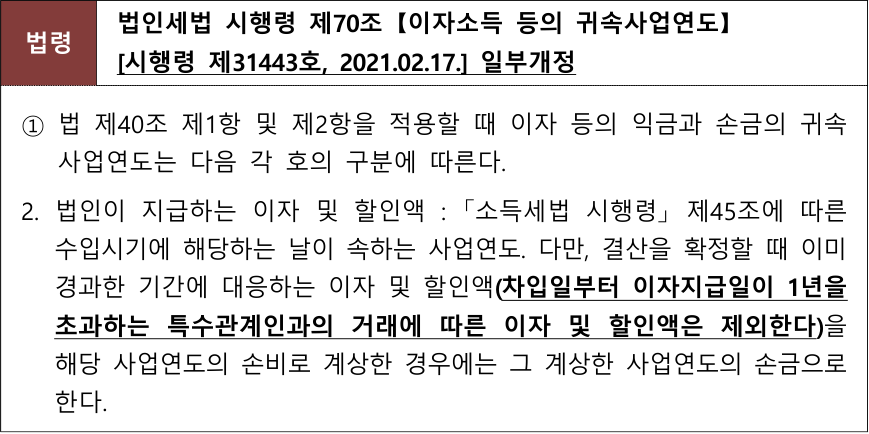 법령
법인세법 시행령 제70조 【이자소득 등의 귀속사업연도】
[시행령 제31443호, 2021.02.17.] 일부개정
① 법 제40조 제1항 및 제2항을 적용할 때 이자 등의 익금과 손금의 귀속
사업연도는 다음 각 호의 구분에 따른다.
2. 법인이 지급하는 이자 및 할인액 :「소득세법 시행령」제45조에 따른
수입시기에 해당하는 날이 속하는 사업연도. 다만, 결산을 확정할 때 이미
경과한 기간에 대응하는 이자 및 할인액(차입일부터 이자지급일이 1년을
초과하는 특수관계인과의 거래에 따른 이자 및 할인액은 제외한다)을
해당 사업연도의 손비로 계상한 경우에는 그 계상한 사업연도의 손금으로
한다.